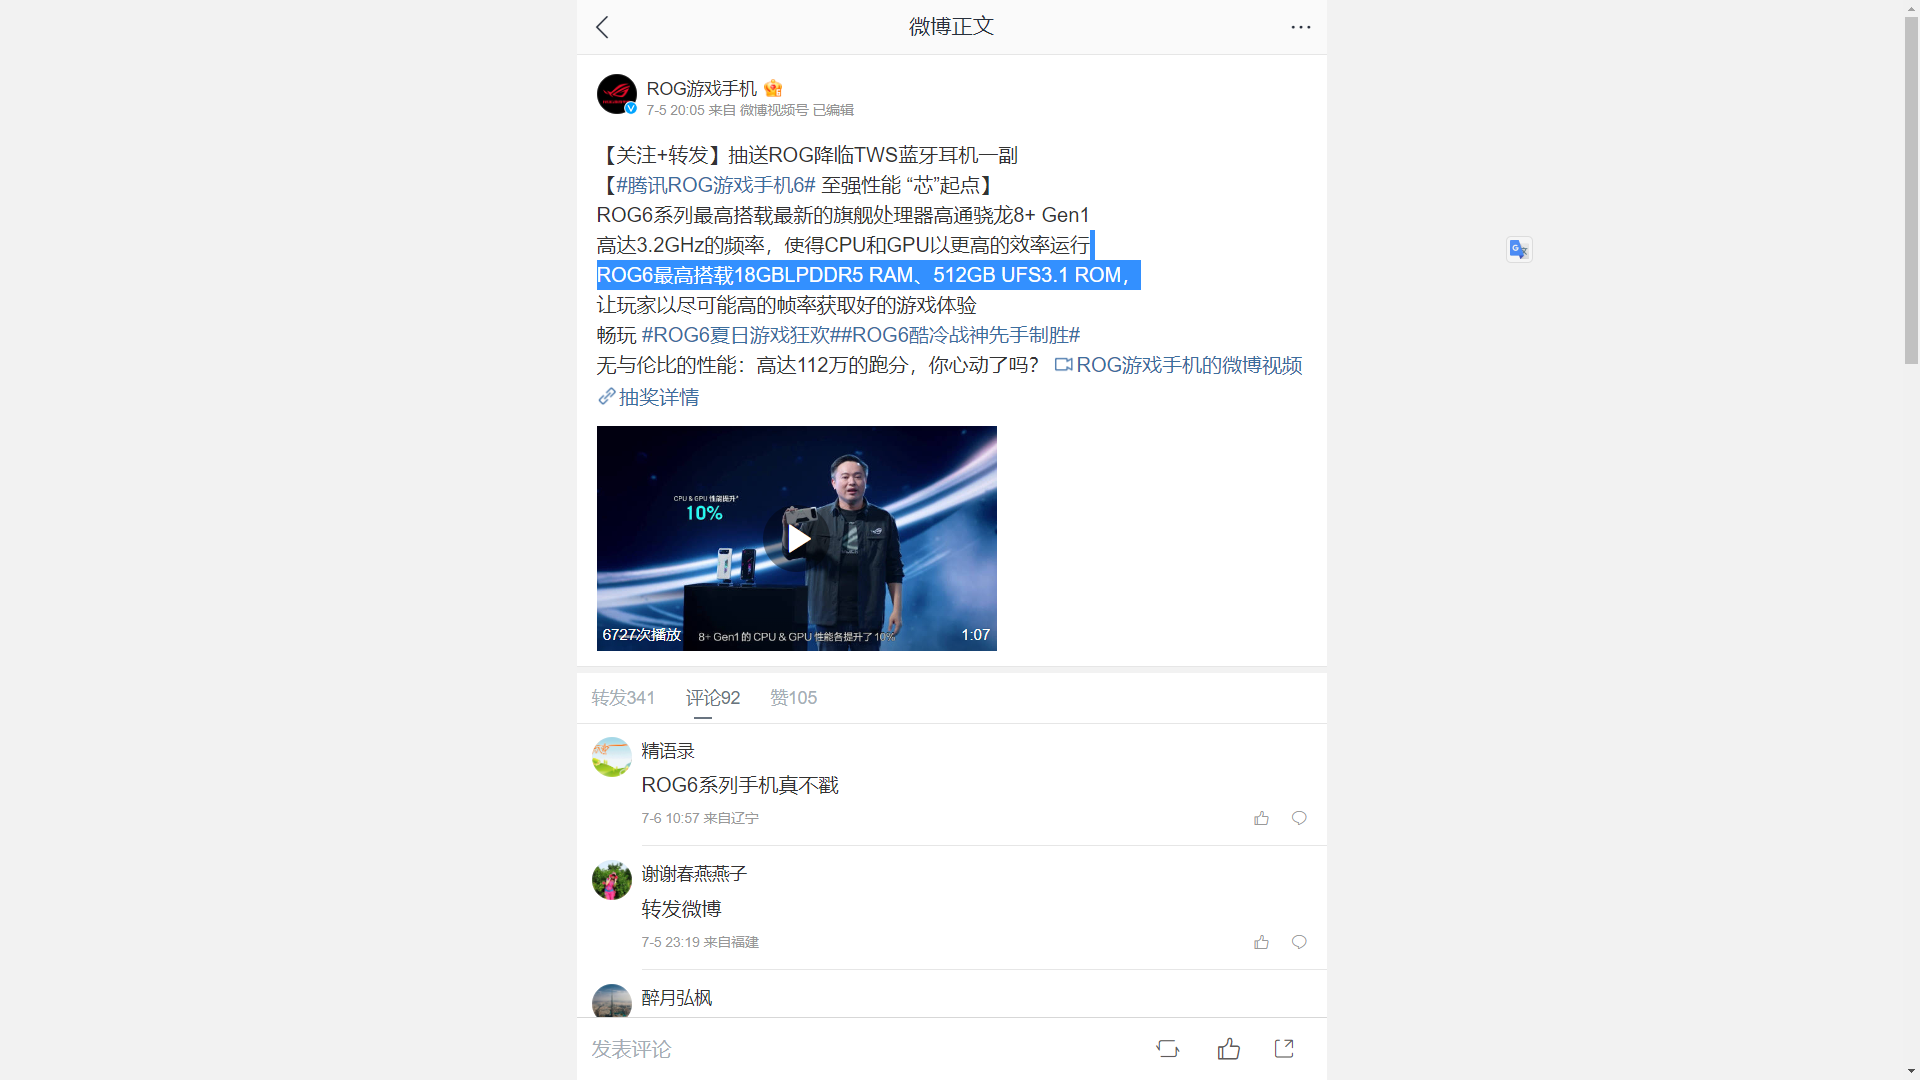 微博正文
ROG游戏手机
7-5 20:05 来自 微博视频号 已编辑
【关注+转发】抽送ROG降临TWS蓝牙耳机一副
【#腾讯ROG游戏手机6# 至强性能 “芯”起点】
ROG6系列最高搭载最新的旗舰处理器高通骁龙8+ Gen1
高达3.2GHz的频率，使得CPU和GPU以更高的效率运行
ROG6最高搭载18GBLPDDR5 RAM、512GB UFS3.1 ROM，
让玩家以尽可能高的帧率获取好的游戏体验
畅玩 #ROG6夏日游戏狂欢##ROG6酷冷战神先手制胜#
无与伦比的性能：高达112万的跑分，你心动了吗？ ROG游戏手机的微博视频
抽奖详情
CPU & GPU 性能提升*
10%
6727次播放 8+ Gen1 的 CPU & GPU 性能各提升了 10% 1:07
转发341 评论92 赞105
精语录
ROG6系列手机真不戳
7-6 10:57 来自辽宁
谢谢春燕燕子
转发微博
7-5 23:19 来自福建
醉月弘枫
发表评论